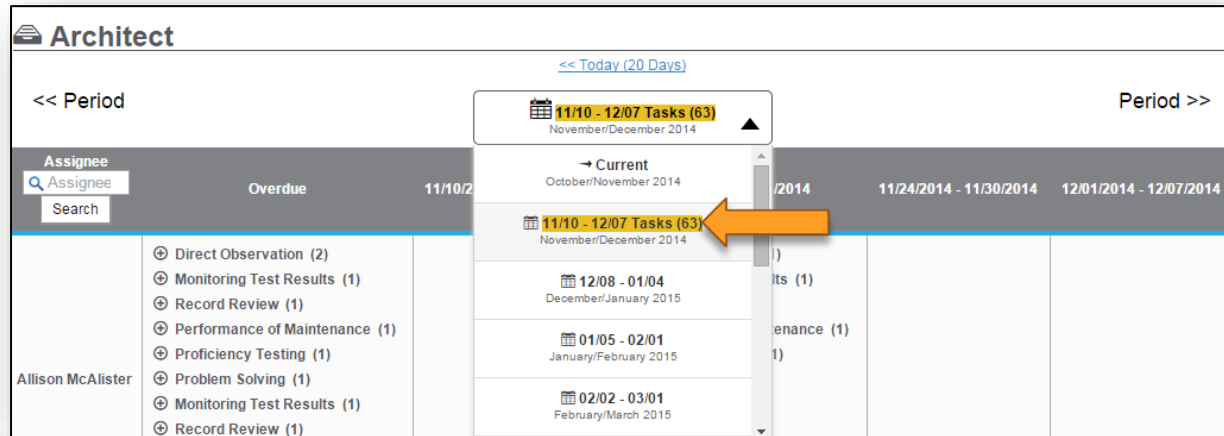 Architect
<< Today (20 Days)
<< Period
11/10 - 12/07 Tasks (63)
November/December 2014
Period >>
Assignee
Assignee
Search
Overdue
11/10/2
/2014
11/24/2014 - 11/30/2014
12/01/2014 - 12/07/2014
→ Current
October/November 2014
11/10 - 12/07 Tasks (63)
November/December 2014
12/08 - 01/04
December/January 2015
01/05 - 02/01
January/February 2015
02/02 - 03/01
February/March 2015
Allison McAlister
Direct Observation (2)
Monitoring Test Results (1)
Record Review (1)
Performance of Maintenance (1)
Proficiency Testing (1)
Problem Solving (1)
Monitoring Test Results (1)
Record Review (1)
lts (1)
enance (1)